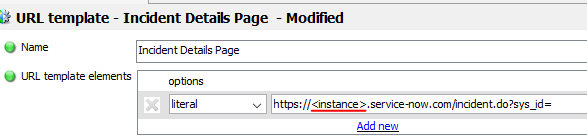 URL template - Incident Details Page - Modified
Name
Incident Details Page
URL template elements
options
literal
https://<instance>.service-now.com/incident.do?sys_id=
Add new